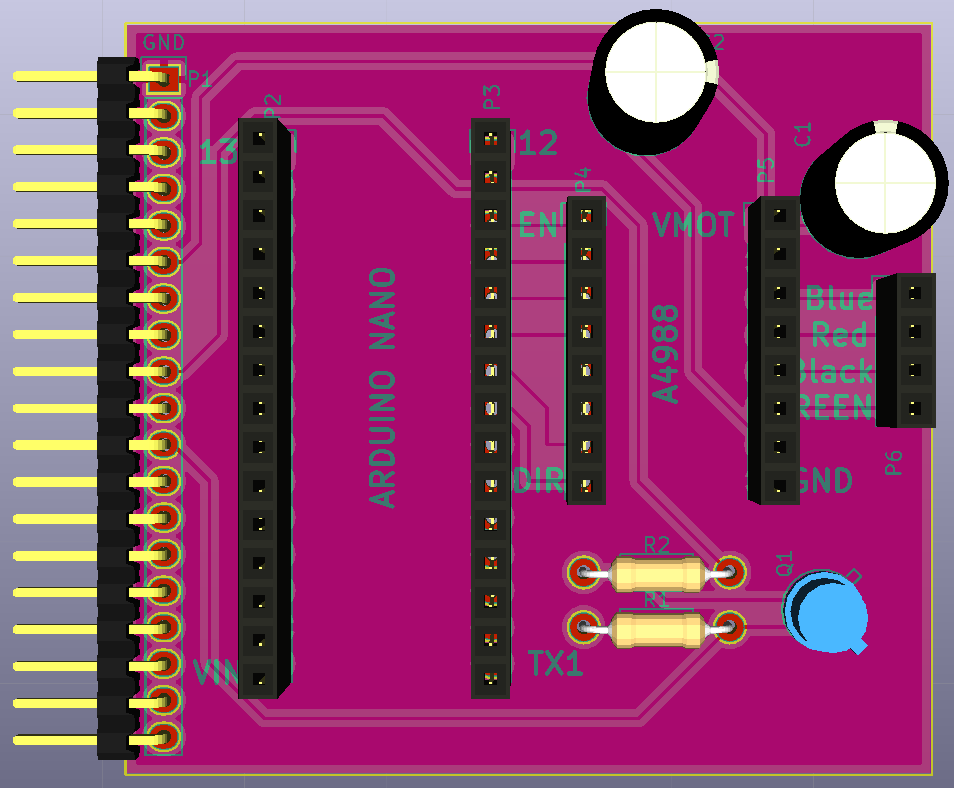 GND
P1
2
P2
P3
13
12
C1
P4
P5
EN
VMOT
Blue
Red
Black
REEN
ARDUINO NANO
A4988
P6
DIR
GND
R2
Q1
R1
TX1
VIN